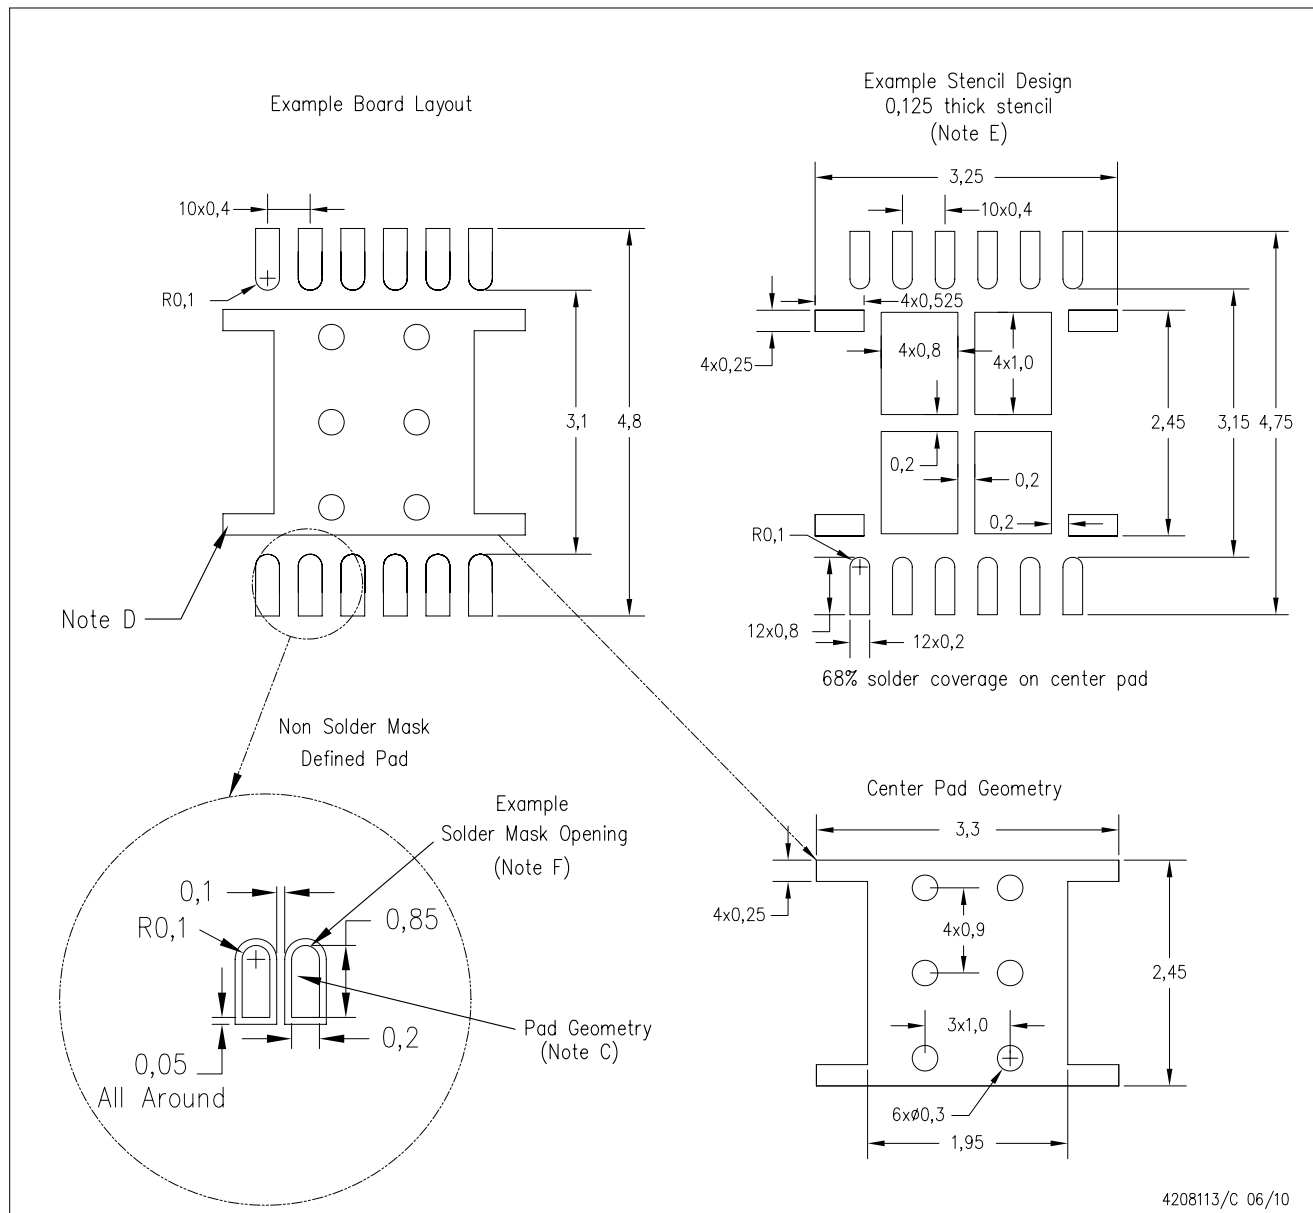 Example Board Layout
10x0,4
R0,1
3,1
4,8
Note D
Example Stencil Design
0,125 thick stencil
(Note E)
3,25
10x0,4
4x0,525
4x0,25
4x0,8
4x1,0
2,45
3,15
4,75
0,2
0,2
0,2
R0,1
12x0,8
12x0,2
68% solder coverage on center pad
Non Solder Mask
Defined Pad
Example
Solder Mask Opening
(Note F)
0,1
R0,1
0,85
Pad Geometry
(Note C)
0,2
0,05
All Around
Center Pad Geometry
3,3
4x0,25
4x0,9
2,45
3x1,0
6xø0,3
1,95
4208113/C 06/10